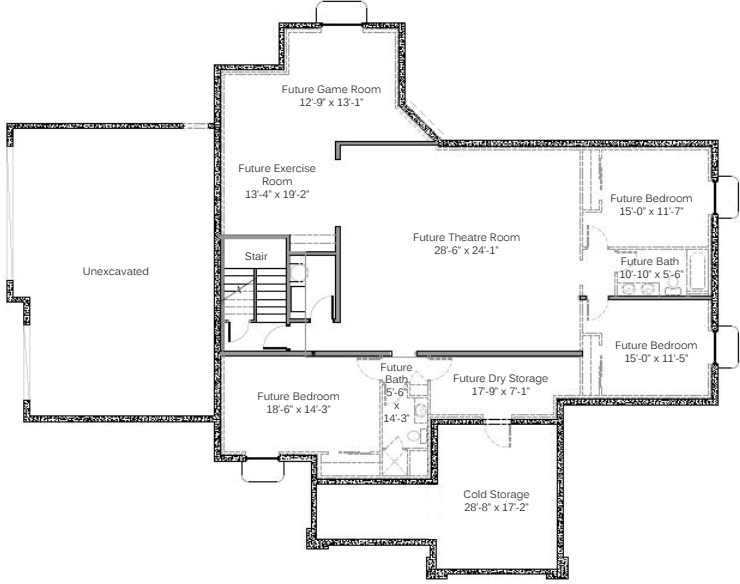 Future Game Room
12'-9" x 13'-1"
Future Exercise
Room
13'-4" x 19'-2"
Future Bedroom
15'-0" x 11'-7"
Future Theatre Room
28'-6" x 24'-1"
Stair
Future Bath
10'-10" x 5'-6"
Unexcavated
Future Bedroom
15'-0" x 11'-5"
Future
Bath
5'-6"
x
14'-3"
Future Dry Storage
17'-9" x 7'-1"
Future Bedroom
18'-6" x 14'-3"
Cold Storage
28'-8" x 17'-2"